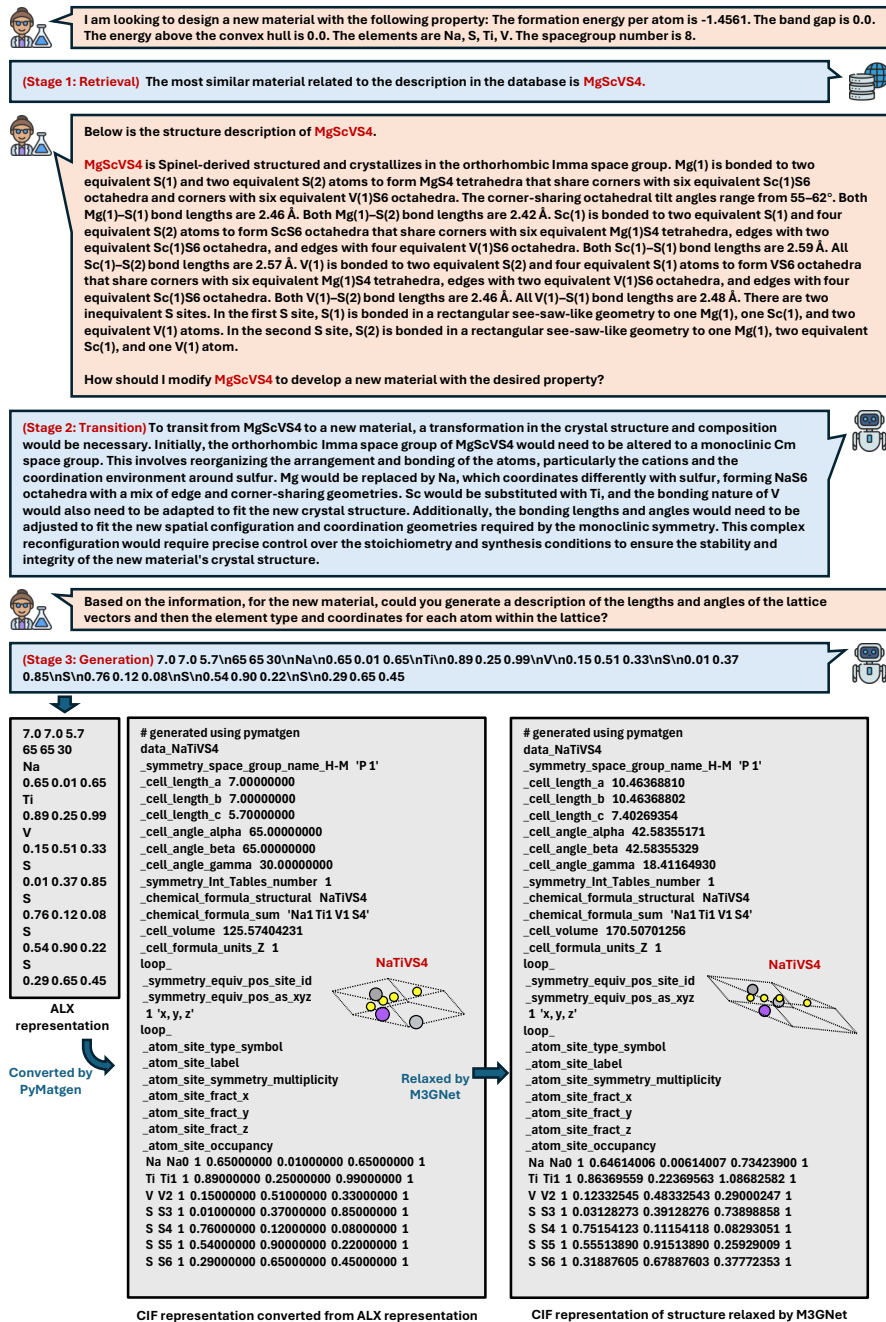 I am looking to design a new material with the following property: The formation energy per atom is -1.4561. The band gap is 0.0.
The energy above the convex hull is 0.0. The elements are Na, S, Ti, V. The spacegroup number is 8.
(Stage 1: Retrieval) The most similar material related to the description in the database is MgScVS4.
Below is the structure description of MgScVS4.
MgScVS4 is Spinel-derived structured and crystallizes in the orthorhombic Imma space group. Mg(1) is bonded to two
equivalent S(1) and two equivalent S(2) atoms to form MgS4 tetrahedra that share corners with six equivalent Sc(1)S6
octahedra and corners with six equivalent V(1)S6 octahedra. The corner-sharing octahedral tilt angles range from 55–62°. Both
Mg(1)–S(1) bond lengths are 2.46 Å. Both Mg(1)–S(2) bond lengths are 2.42 Å. Sc(1) is bonded to two equivalent S(1) and four
equivalent S(2) atoms to form ScS6 octahedra that share corners with six equivalent Mg(1)S4 tetrahedra, edges with two
equivalent Sc(1)S6 octahedra, and edges with four equivalent V(1)S6 octahedra. Both Sc(1)–S(1) bond lengths are 2.59 Å. All
Sc(1)–S(2) bond lengths are 2.57 Å. V(1) is bonded to two equivalent S(2) and four equivalent S(1) atoms to form VS6 octahedra
that share corners with six equivalent Mg(1)S4 tetrahedra, edges with two equivalent V(1)S6 octahedra, and edges with four
equivalent Sc(1)S6 octahedra. Both V(1)–S(2) bond lengths are 2.46 Å. All V(1)–S(1) bond lengths are 2.48 Å. There are two
inequivalent S sites. In the first S site, S(1) is bonded in a rectangular see-saw-like geometry to one Mg(1), one Sc(1), and two
equivalent V(1) atoms. In the second S site, S(2) is bonded in a rectangular see-saw-like geometry to one Mg(1), two equivalent
Sc(1), and one V(1) atom.
How should I modify MgScVS4 to develop a new material with the desired property?
(Stage 2: Transition) To transit from MgScVS4 to a new material, a transformation in the crystal structure and composition
would be necessary. Initially, the orthorhombic Imma space group of MgScVS4 would need to be altered to a monoclinic Cm
space group. This involves reorganizing the arrangement and bonding of the atoms, particularly the cations and the
coordination environment around sulfur. Mg would be replaced by Na, which coordinates differently with sulfur, forming NaS6
octahedra with a mix of edge and corner-sharing geometries. Sc would be substituted with Ti, and the bonding nature of V
would also need to be adapted to fit the new crystal structure. Additionally, the bonding lengths and angles would need to be
adjusted to fit the new spatial configuration and coordination geometries required by the monoclinic symmetry. This complex
reconfiguration would require precise control over the stoichiometry and synthesis conditions to ensure the stability and
integrity of the new material's crystal structure.
Based on the information, for the new material, could you generate a description of the lengths and angles of the lattice
vectors and then the element type and coordinates for each atom within the lattice?
(Stage 3: Generation) 7.0 7.0 5.7\n65 65 30\nNa\n0.65 0.01 0.65\nTi\n0.89 0.25 0.99\nV\n0.15 0.51 0.33\nS\n0.01 0.37
0.85\nS\n0.76 0.12 0.08\nS\n0.54 0.90 0.22\nS\n0.29 0.65 0.45
7.0 7.0 5.7
65 65 30
Na
0.65 0.01 0.65
Ti
0.89 0.25 0.99
V
0.15 0.51 0.33
S
0.01 0.37 0.85
S
0.76 0.12 0.08
S
0.54 0.90 0.22
S
0.29 0.65 0.45
ALX
representation
Converted by
PyMatgen
# generated using pymatgen
data_NaTiVS4
_symmetry_space_group_name_H-M 'P 1'
_cell_length_a 7.00000000
_cell_length_b 7.00000000
_cell_length_c 5.70000000
_cell_angle_alpha 65.00000000
_cell_angle_beta 65.00000000
_cell_angle_gamma 30.00000000
_symmetry_Int_Tables_number 1
_chemical_formula_structural NaTiVS4
_chemical_formula_sum 'Na1 Ti1 V1 S4'
_cell_volume 125.57404231
_cell_formula_units_Z 1
loop_
_symmetry_equiv_pos_site_id
_symmetry_equiv_pos_as_xyz
1 'x, y, z'
loop_
_atom_site_type_symbol
_atom_site_label
_atom_site_symmetry_multiplicity
_atom_site_fract_x
_atom_site_fract_y
_atom_site_fract_z
_atom_site_occupancy
Na Na0 1 0.65000000 0.01000000 0.65000000 1
Ti Ti1 1 0.89000000 0.25000000 0.99000000 1
V V2 1 0.15000000 0.51000000 0.33000000 1
S S3 1 0.01000000 0.37000000 0.85000000 1
S S4 1 0.76000000 0.12000000 0.08000000 1
S S5 1 0.54000000 0.90000000 0.22000000 1
S S6 1 0.29000000 0.65000000 0.45000000 1
NaTiVS4
CIF representation converted from ALX representation
Relaxed by
M3GNet
# generated using pymatgen
data_NaTiVS4
_symmetry_space_group_name_H-M 'P 1'
_cell_length_a 10.46368810
_cell_length_b 10.46368802
_cell_length_c 7.40269354
_cell_angle_alpha 42.58355171
_cell_angle_beta 42.58355329
_cell_angle_gamma 18.41164930
_symmetry_Int_Tables_number 1
_chemical_formula_structural NaTiVS4
_chemical_formula_sum 'Na1 Ti1 V1 S4'
_cell_volume 170.50701256
_cell_formula_units_Z 1
loop_
_symmetry_equiv_pos_site_id
_symmetry_equiv_pos_as_xyz
1 'x, y, z'
loop_
_atom_site_type_symbol
_atom_site_label
_atom_site_symmetry_multiplicity
_atom_site_fract_x
_atom_site_fract_y
_atom_site_fract_z
_atom_site_occupancy
Na Na0 1 0.64614006 0.00614007 0.73423900 1
Ti Ti1 1 0.86369559 0.22369563 1.08682582 1
V V2 1 0.12332545 0.48332543 0.29000247 1
S S3 1 0.03128273 0.39128276 0.73898858 1
S S4 1 0.75154123 0.11154118 0.08293051 1
S S5 1 0.55513890 0.91513890 0.25929009 1
S S6 1 0.31887605 0.67887603 0.37772353 1
NaTiVS4
CIF representation of structure relaxed by M3GNet